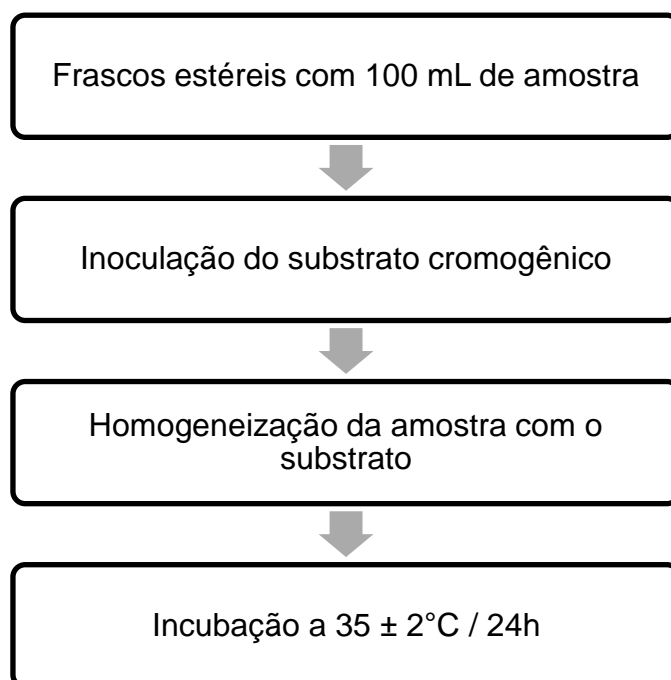 Frascos estéreis com 100 mL de amostra
Inoculação do substrato cromogênico
Homogeneização da amostra com o
substrato
Incubação a 35 ± 2°C / 24h